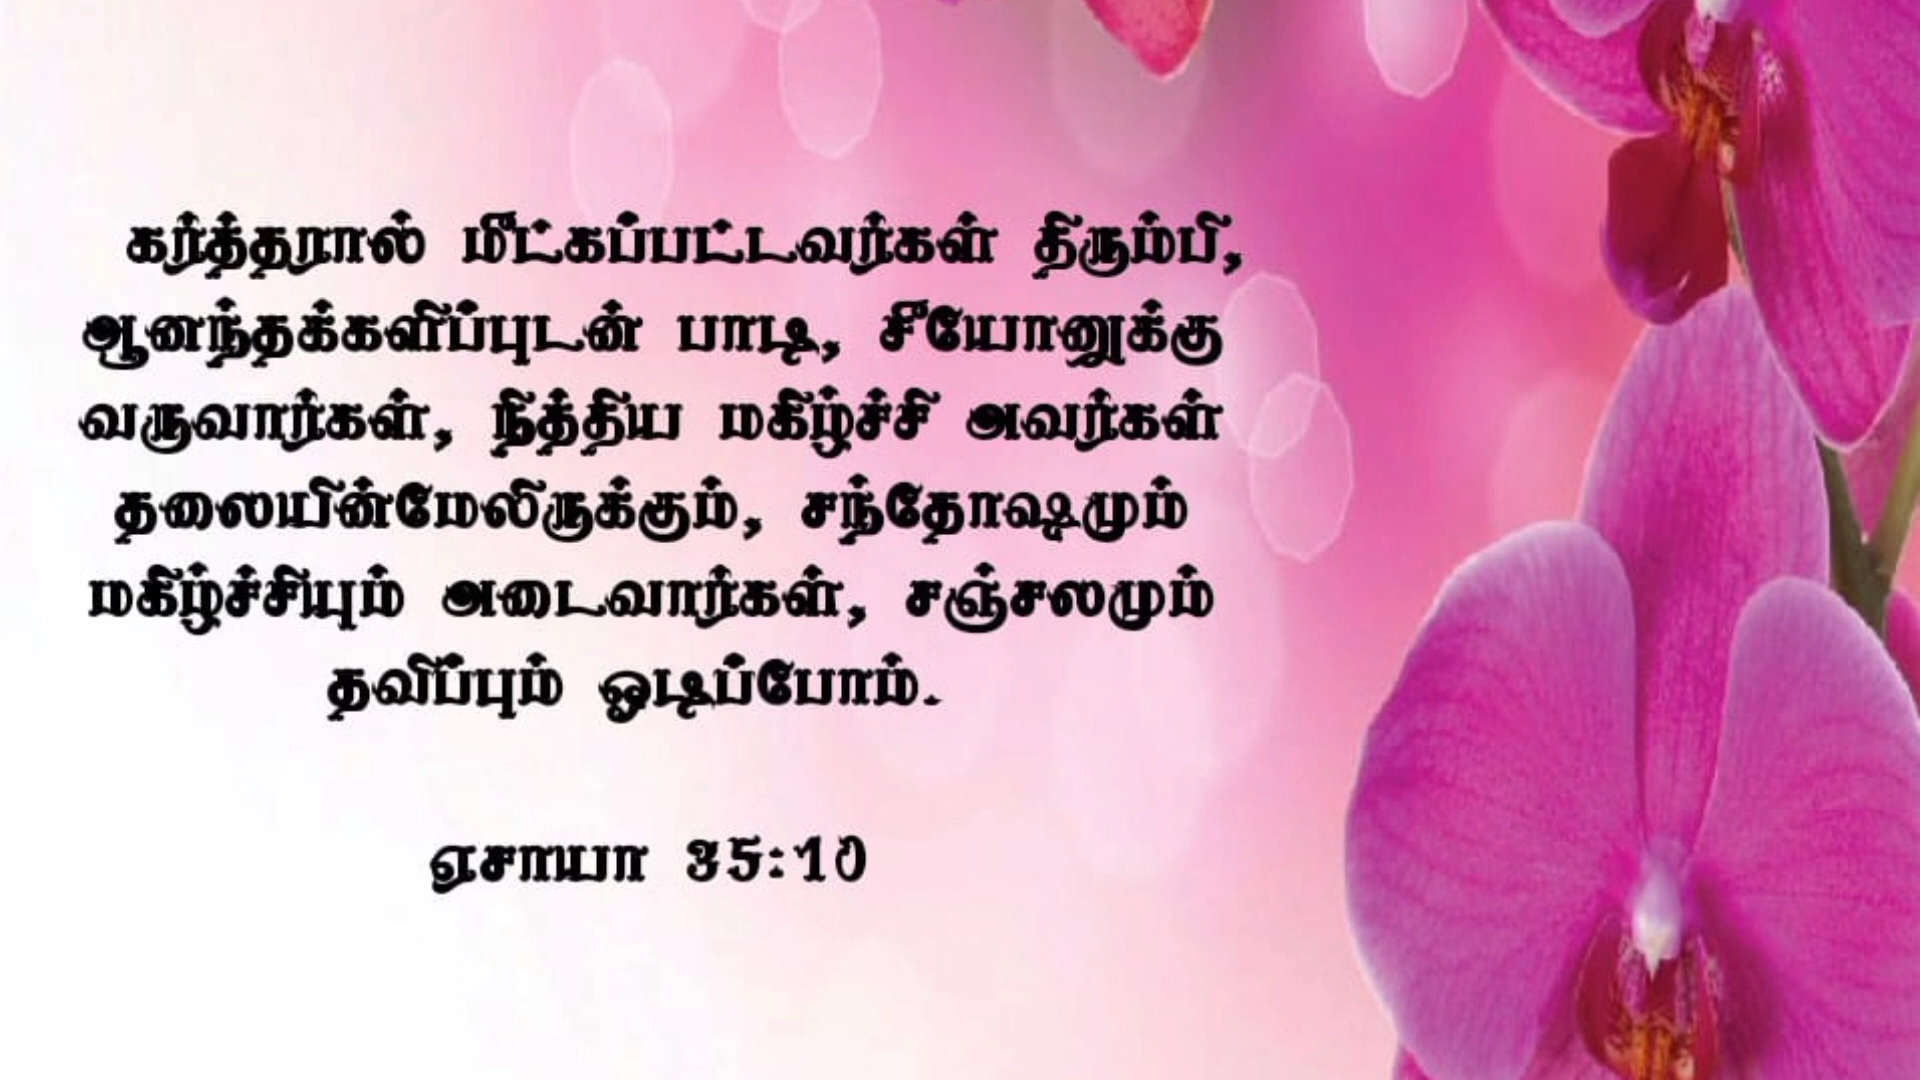 கர்த்தரால் மீட்கப்பட்டவர்கள் திரும்பி,
ஆனந்தக்களிப்புடன் பாடி, சீயோனுக்கு
வருவார்கள், நித்திய மகிழ்ச்சி அவர்கள்
தலையின்மேலிருக்கும், சந்தோஷமும்
மகிழ்ச்சியும் அடைவார்கள், சஞ்சலமும்
தவிப்பும் ஓடிப்போம்.
ஏசாயா 35:10